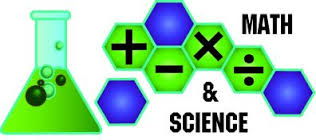 MATH
+ − × ÷
&
SCIENCE